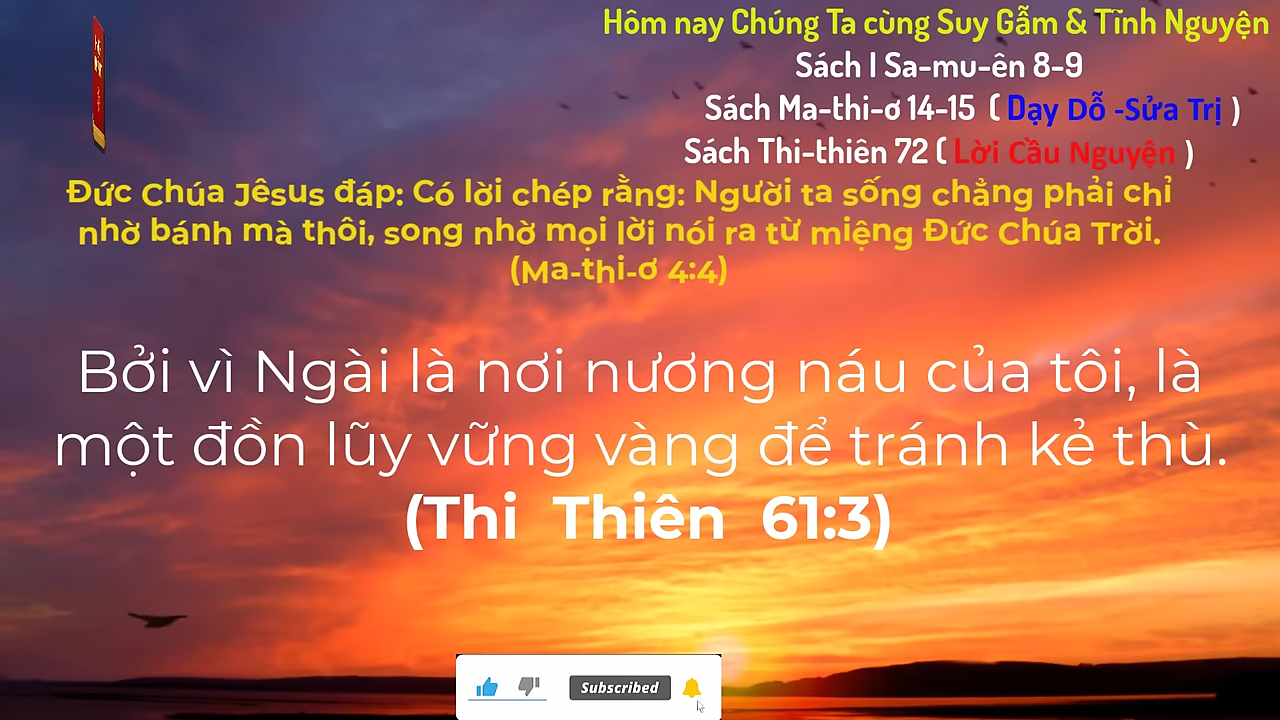 Hôm nay Chúng Ta cùng Suy Gẫm & Tĩnh Nguyện
Sách I Sa-mu-ên 8-9
Sách Ma-thi-ơ 14-15 ( Dạy Dỗ -Sửa Trị )
Sách Thi-thiên 72 ( Lời Cầu Nguyện )
Đức Chúa Jêsus đáp: Có lời chép rằng: Người ta sống chẳng phải chỉ
nhờ bánh mà thôi, song nhờ mọi lời nói ra từ miệng Đức Chúa Trời.
(Ma-thi-ơ 4:4)
Bởi vì Ngài là nơi nương náu của tôi, là
một đồn lũy vững vàng để tránh kẻ thù.
(Thi Thiên 61:3)
Subscribed